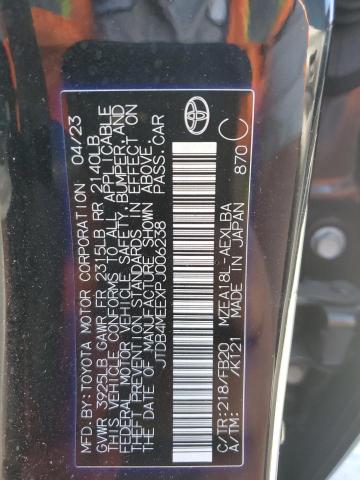 MFD.BY:TOYOTA MOTOR CORPORATION 04/23
GVWR 3925LB GAWR FR 2315LB RR 2140LB
THIS VEHICLE CONFORMS TO ALL APPLICABLE
FEDERAL MOTOR VEHICLE SAFETY, BUMPER, AND
THEFT PREVENTION STANDARDS IN EFFECT ON
THE DATE OF MANUFACTURE SHOWN ABOVE.
JTDB4MEEXPJ006238 PASS.CAR
C/TR:218/FB20 MZEA18L-AEXLBA
A/TM: /K121 MADE IN JAPAN
870 C